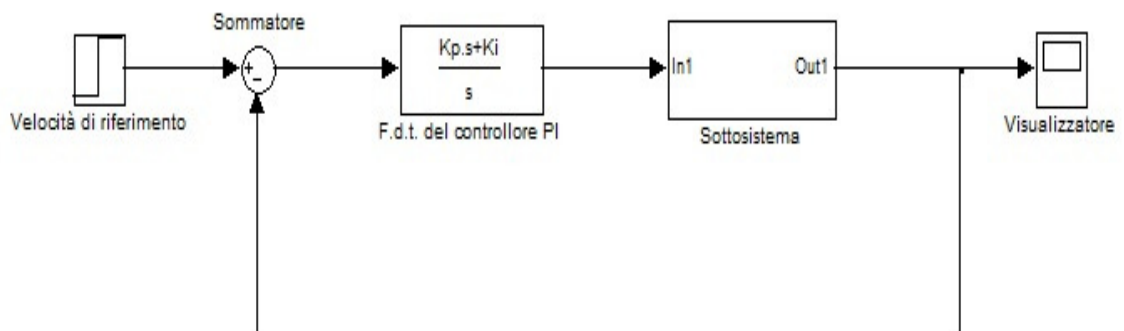 Sommatore
Velocità di riferimento
+
−
Kp.s+Ki
s
F.d.t. del controllore PI
In1
Out1
Sottosistema
Visualizzatore